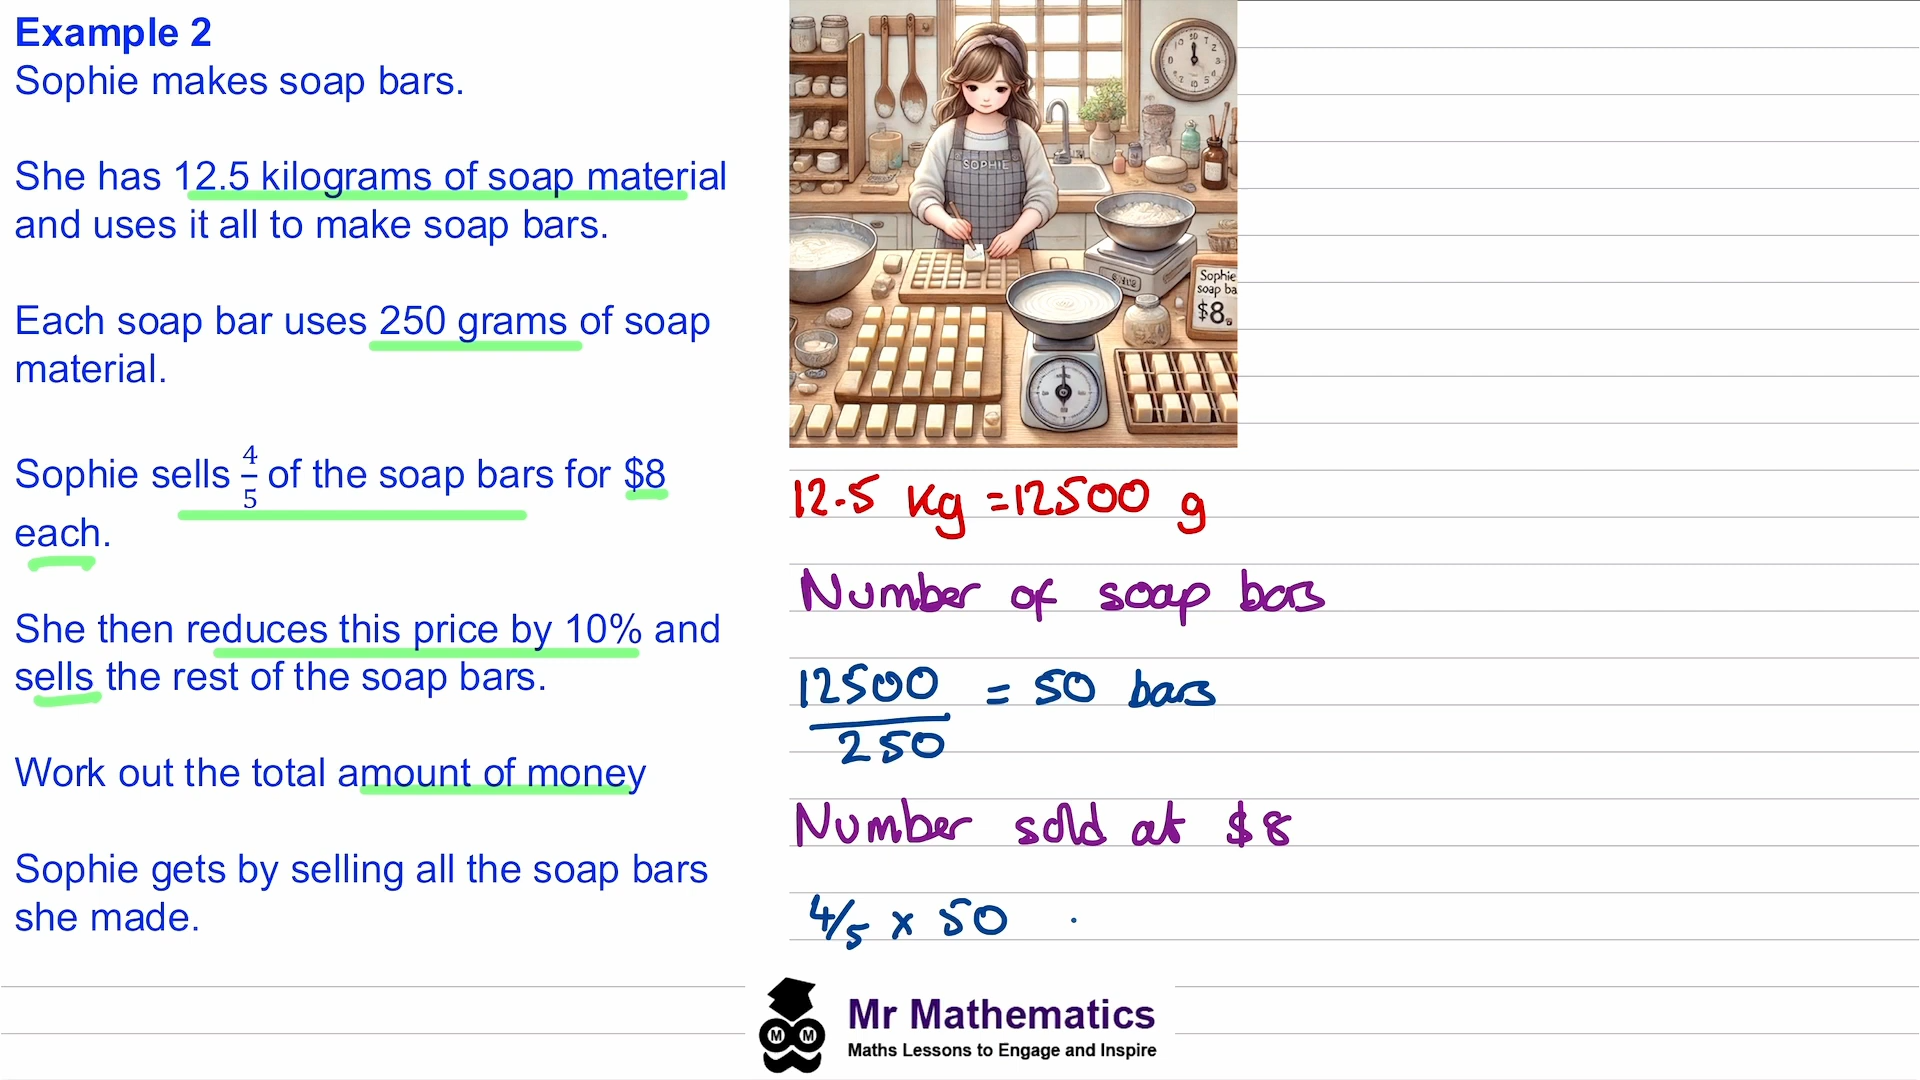 Example 2
Sophie makes soap bars.
She has 12.5 kilograms of soap material
and uses it all to make soap bars.
Each soap bar uses 250 grams of soap
material.
Sophie sells 4/5 of the soap bars for $8
each.
She then reduces this price by 10% and
sells the rest of the soap bars.
Work out the total amount of money
Sophie gets by selling all the soap bars
she made.
SOPHIE
Sophie
soap ba
$8.
12.5 kg = 12500 g
Number of soap bars
12500
250
= 50 bars
Number sold at $8
4/5 × 50
M M
Mr Mathematics
Maths Lessons to Engage and Inspire